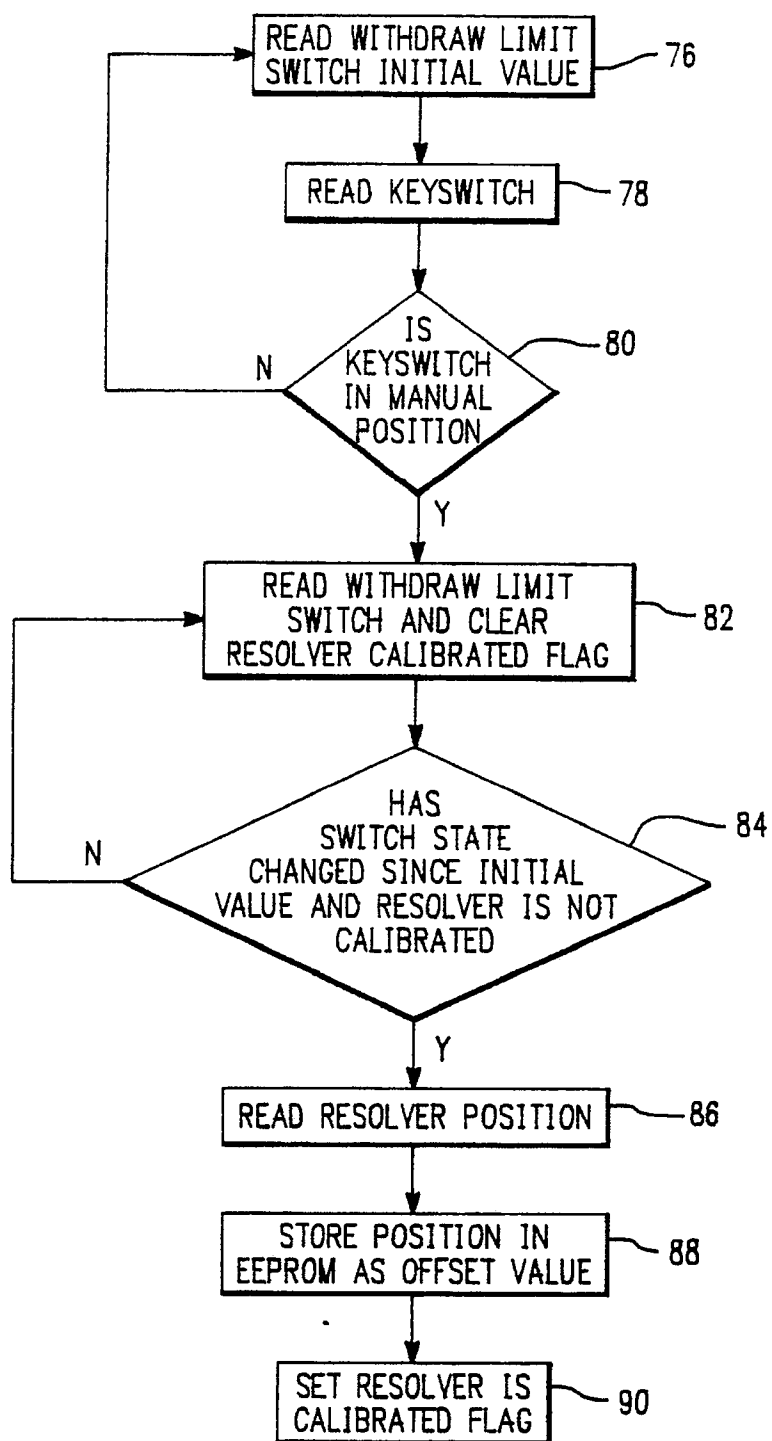 READ WITHDRAW LIMIT
SWITCH INITIAL VALUE
76
READ KEYSWITCH
78
IS
KEYSWITCH
IN MANUAL
POSITION
80
N
Y
READ WITHDRAW LIMIT
SWITCH AND CLEAR
RESOLVER CALIBRATED FLAG
82
HAS
SWITCH STATE
CHANGED SINCE INITIAL
VALUE AND RESOLVER IS NOT
CALIBRATED
84
N
Y
READ RESOLVER POSITION
86
STORE POSITION IN
EEPROM AS OFFSET VALUE
88
SET RESOLVER IS
CALIBRATED FLAG
90